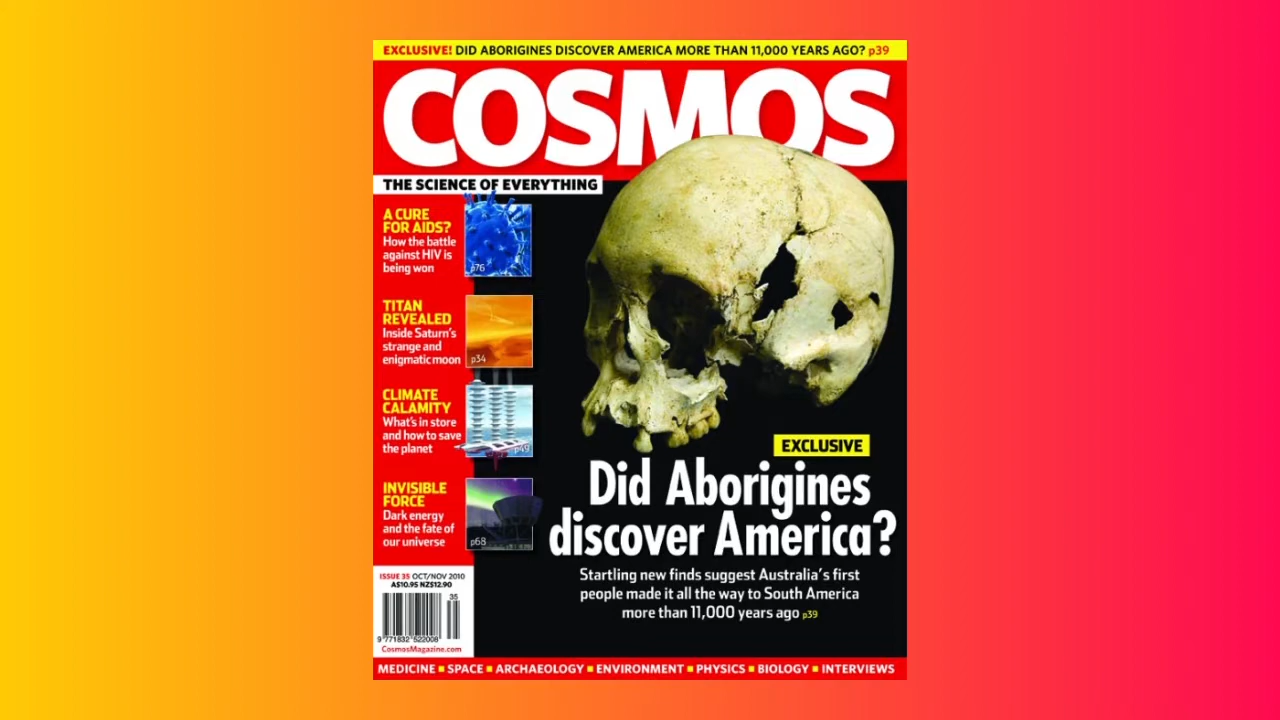 EXCLUSIVE! DID ABORIGINES DISCOVER AMERICA MORE THAN 11,000 YEARS AGO? p39
COSMOS
THE SCIENCE OF EVERYTHING
A CURE
FOR AIDS?
How the battle
against HIV is
being won
p76
TITAN
REVEALED
Inside Saturn's
strange and
enigmatic moon
p34
CLIMATE
CALAMITY
What's in store
and how to save
the planet
p49
INVISIBLE
FORCE
Dark energy
and the fate of
our universe
p68
EXCLUSIVE
Did Aborigines
discover America?
Startling new finds suggest Australia's first
people made it all the way to South America
more than 11,000 years ago p39
ISSUE 35 OCT/NOV 2010
A$10.95 NZ$12.90
35
9 771832 522008
CosmosMagazine.com
MEDICINE ▪ SPACE ▪ ARCHAEOLOGY ▪ ENVIRONMENT ▪ PHYSICS ▪ BIOLOGY ▪ INTERVIEWS